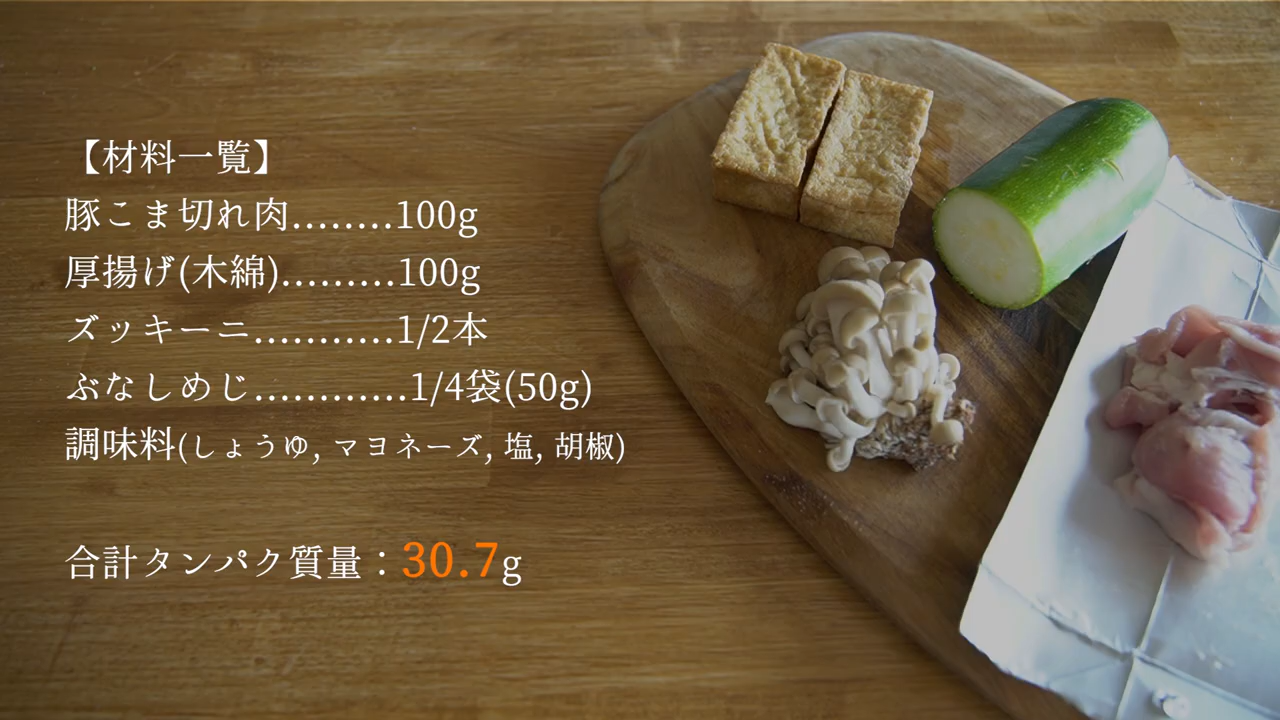 【材料一覧】
豚こま切れ肉........100g
厚揚げ(木綿).........100g
ズッキーニ...........1/2本
ぶなしめじ............1/4袋(50g)
調味料(しょうゆ, マヨネーズ, 塩, 胡椒)
合計タンパク質量：30.7g